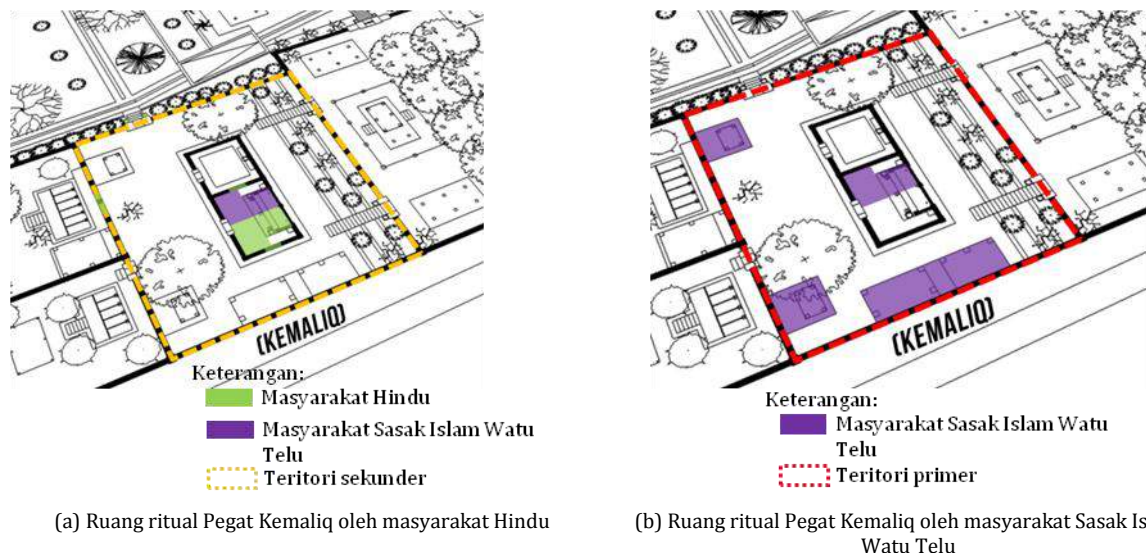 (KEMALIQ)
Keterangan:
Masyarakat Hindu
Masyarakat Sasak Islam Watu
Telu
Teritori sekunder
(a) Ruang ritual Pegat Kemaliq oleh masyarakat Hindu
(KEMALIQ)
Keterangan:
Masyarakat Sasak Islam Watu
Telu
Teritori primer
(b) Ruang ritual Pegat Kemaliq oleh masyarakat Sasak Is
Watu Telu